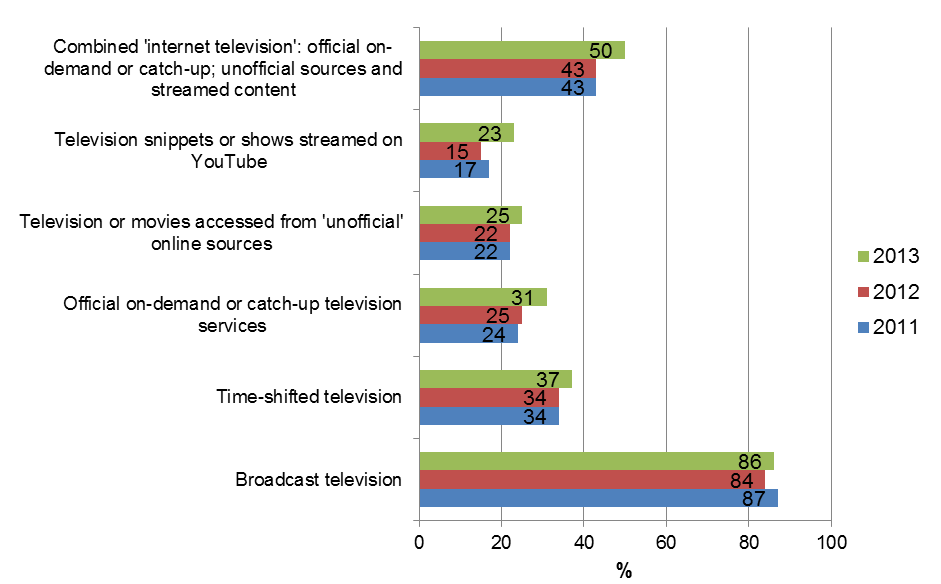 Combined 'internet television': official on-
demand or catch-up; unofficial sources and
streamed content
50
43
43
Television snippets or shows streamed on
YouTube
23
15
17
Television or movies accessed from 'unofficial'
online sources
25
22
22
Official on-demand or catch-up television
services
31
25
24
Time-shifted television
37
34
34
Broadcast television
86
84
87
0 20 40 60 80 100
%
2013
2012
2011